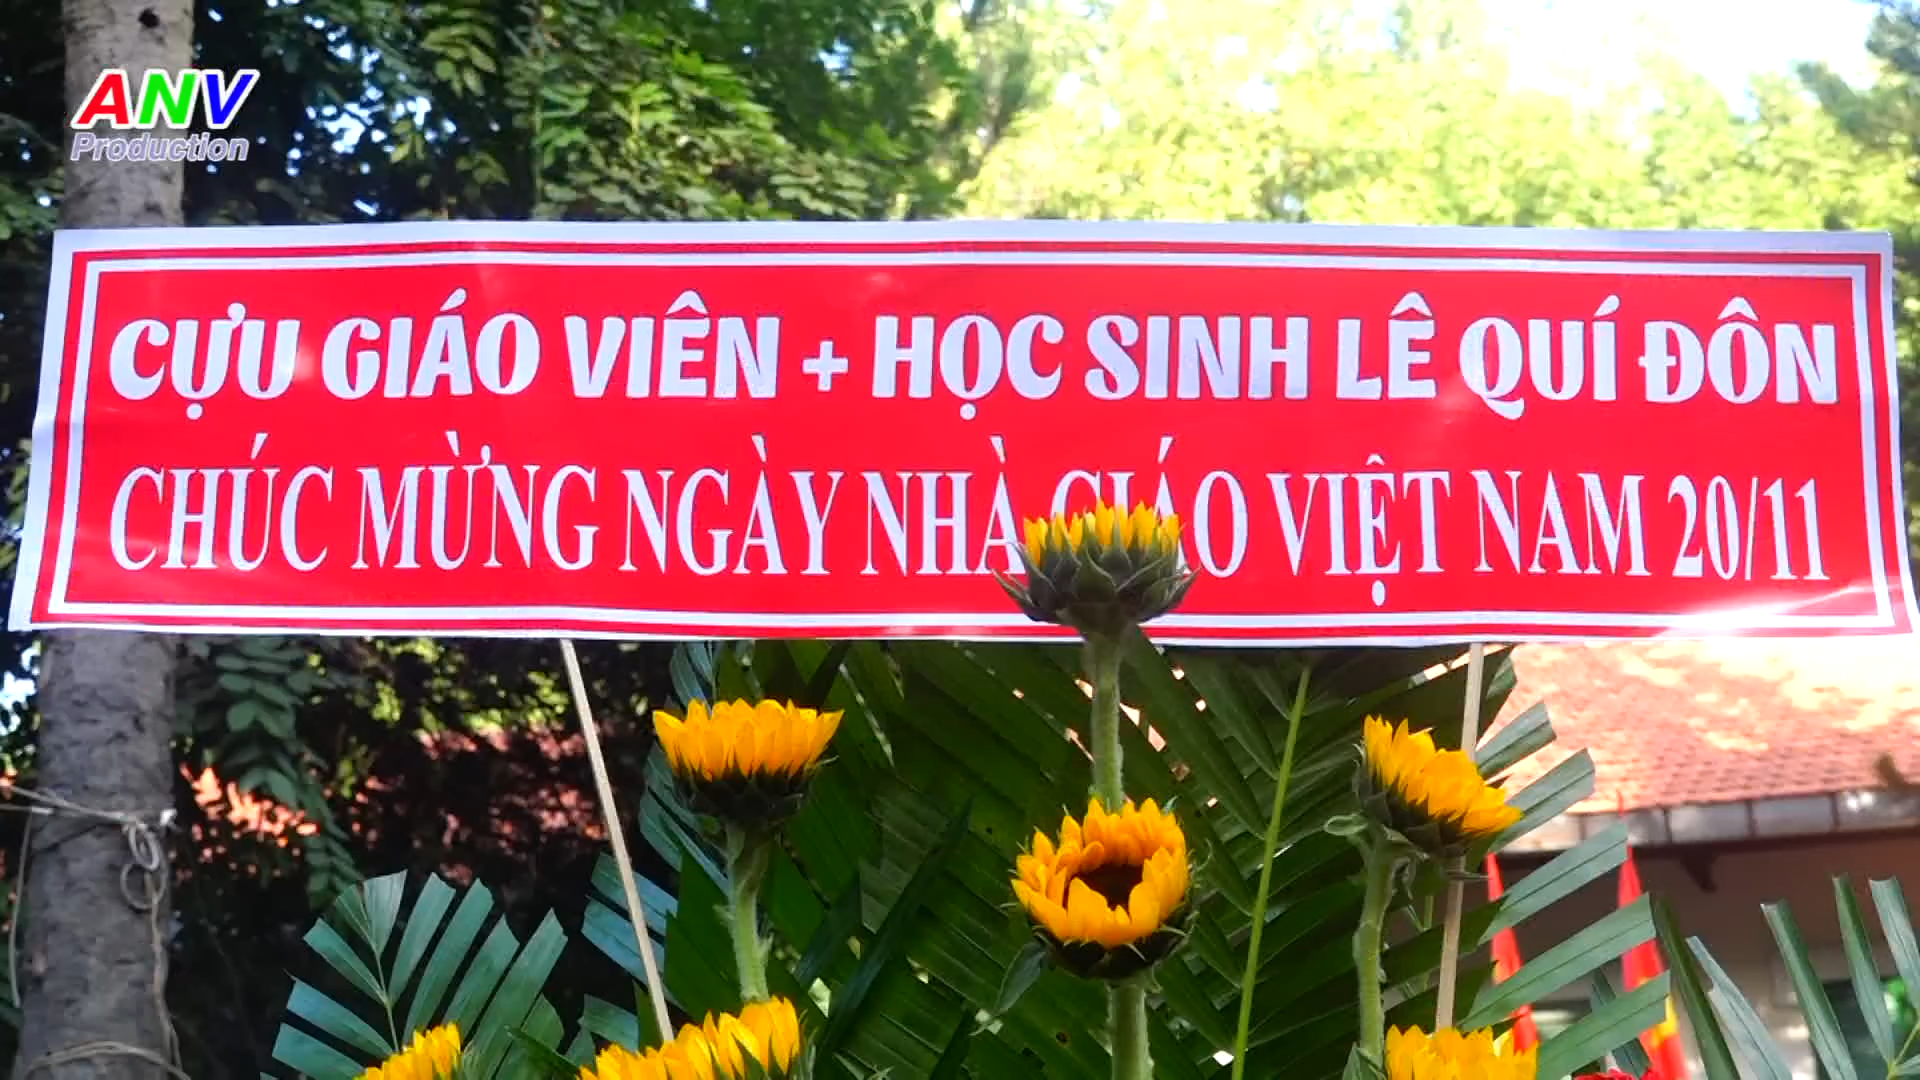 ANV
Production
CỰU GIÁO VIÊN + HỌC SINH LÊ QUÍ ĐÔN
CHÚC MỪNG NGÀY NHÀ GIÁO VIỆT NAM 20/11